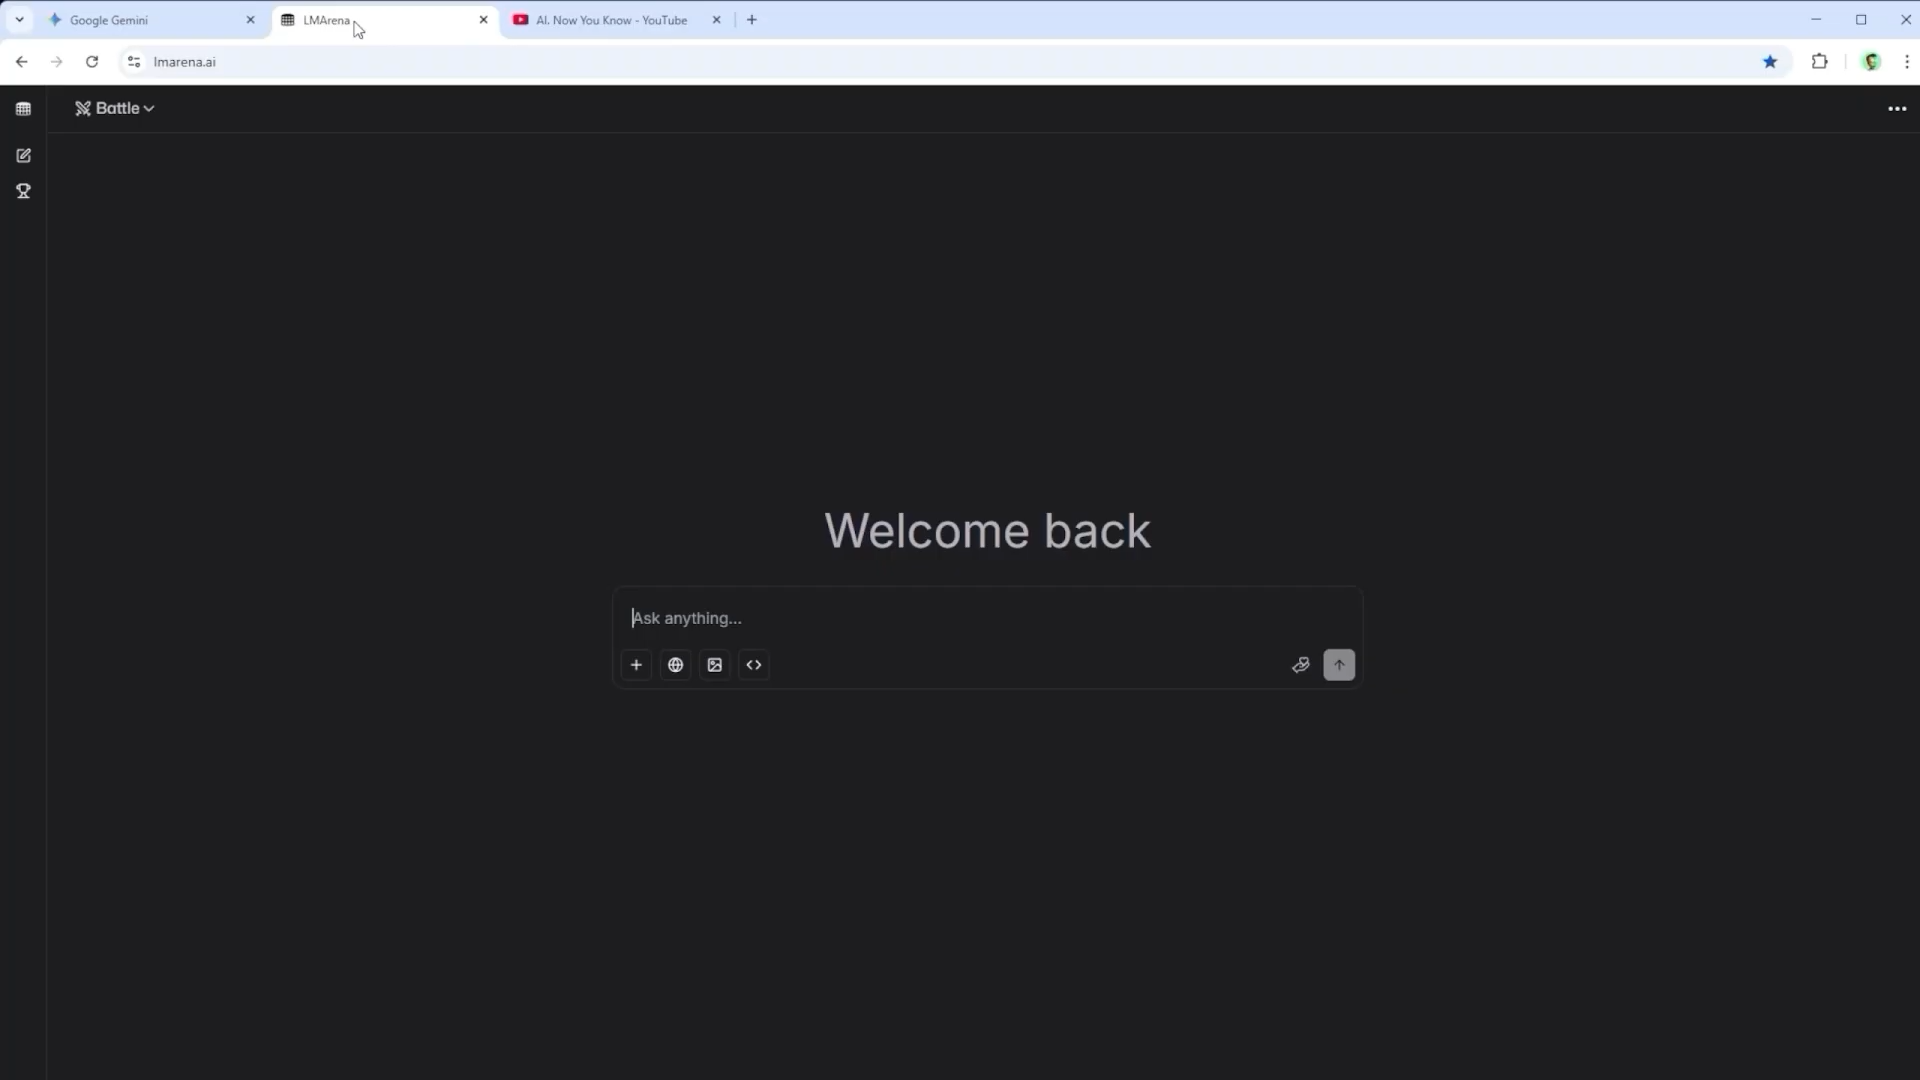 Google Gemini
LMArena
AI. Now You Know - YouTube
lmarena.ai
Battle
Welcome back
Ask anything...